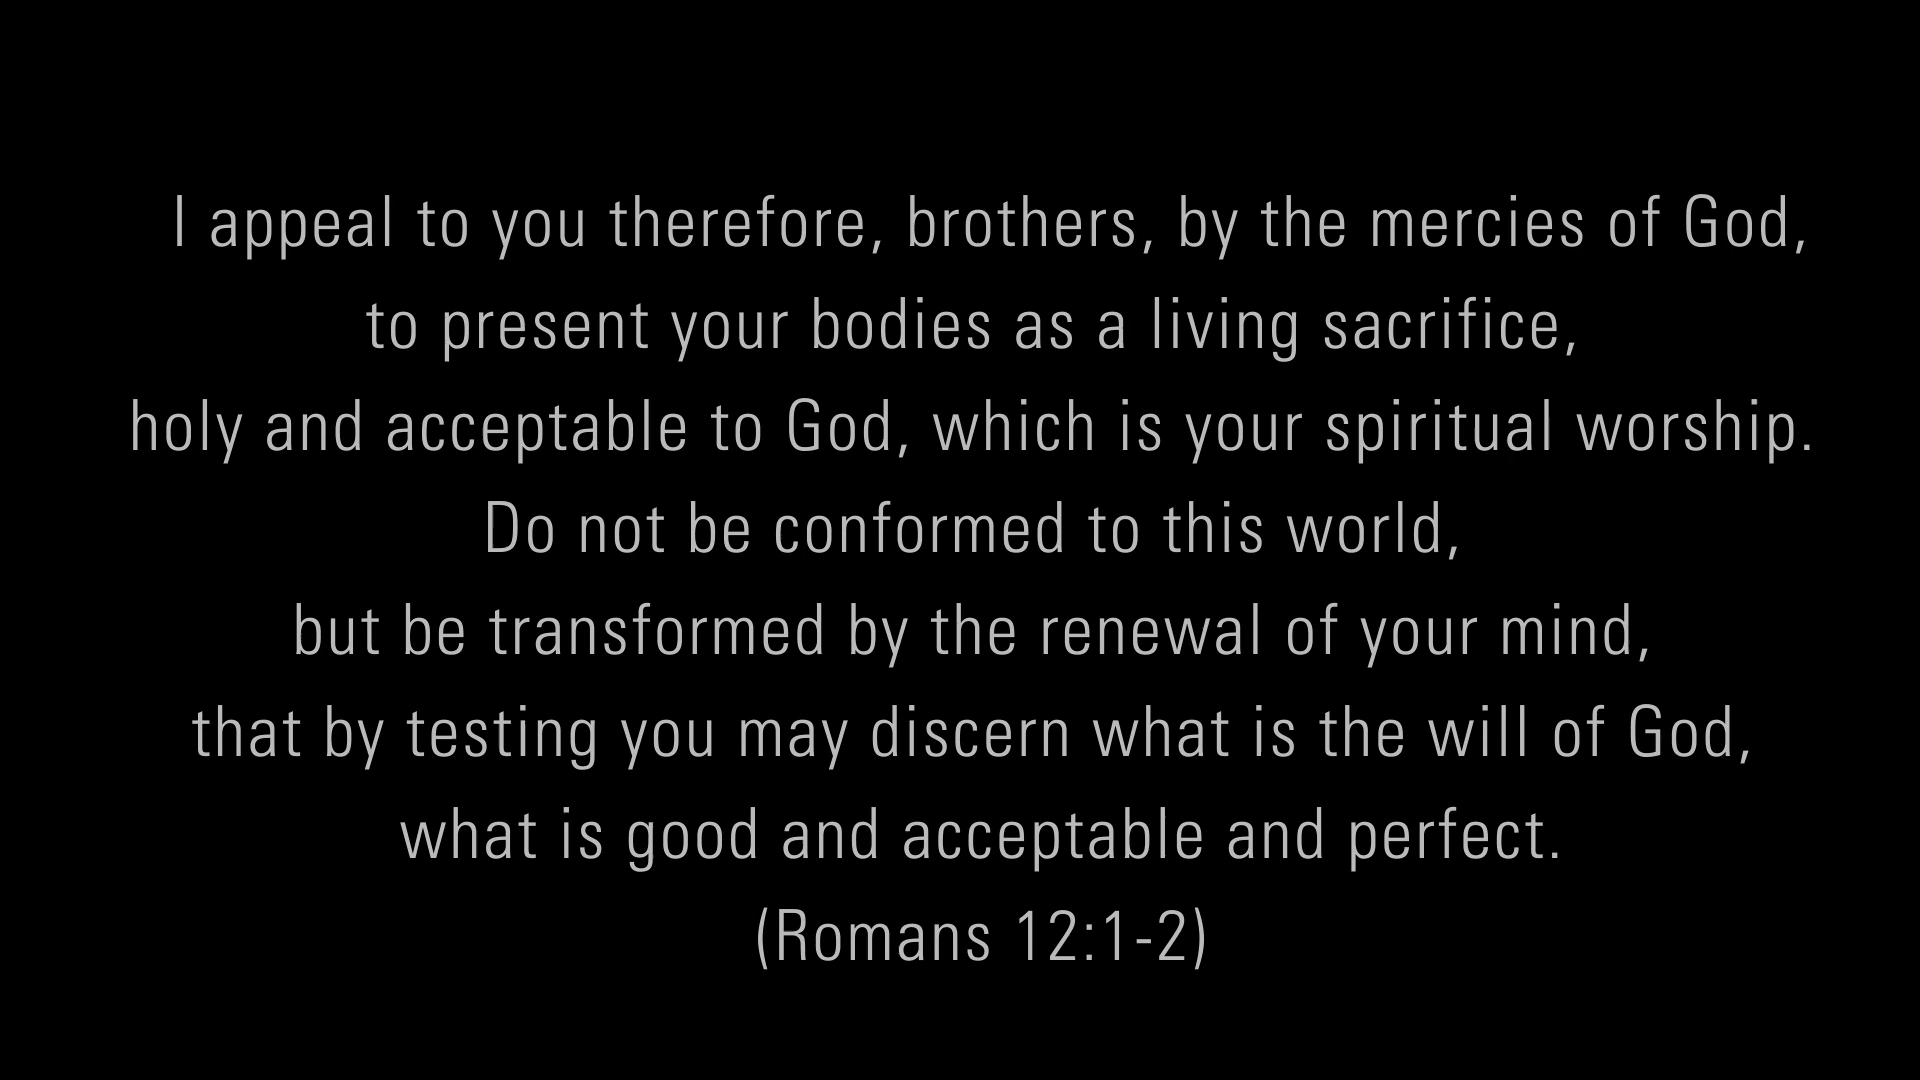 I appeal to you therefore, brothers, by the mercies of God,
to present your bodies as a living sacrifice,
holy and acceptable to God, which is your spiritual worship.
Do not be conformed to this world,
but be transformed by the renewal of your mind,
that by testing you may discern what is the will of God,
what is good and acceptable and perfect.
(Romans 12:1-2)